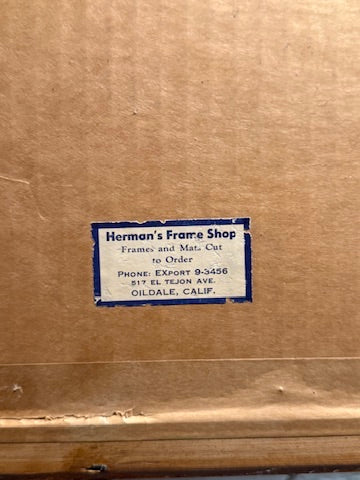 Herman's Frame Shop
Frames and Mats Cut
to Order
PHONE: EXPORT 9-3456
517 EL TEJON AVE.
OILDALE, CALIF.